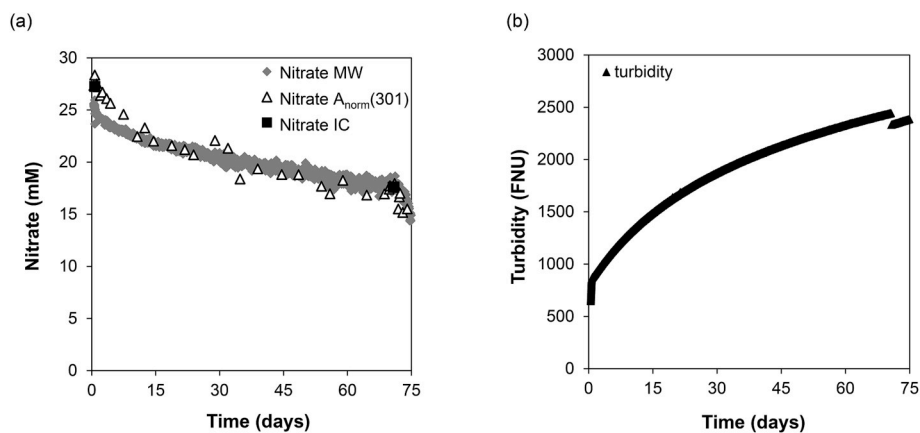 (a)
30
25
20
15
10
5
0
Nitrate (mM)
Nitrate MW
Nitrate Anorm(301)
Nitrate IC
0 15 30 45 60 75
Time (days)
(b)
3000
2500
2000
1500
1000
500
0
Turbidity (FNU)
turbidity
0 15 30 45 60 75
Time (days)